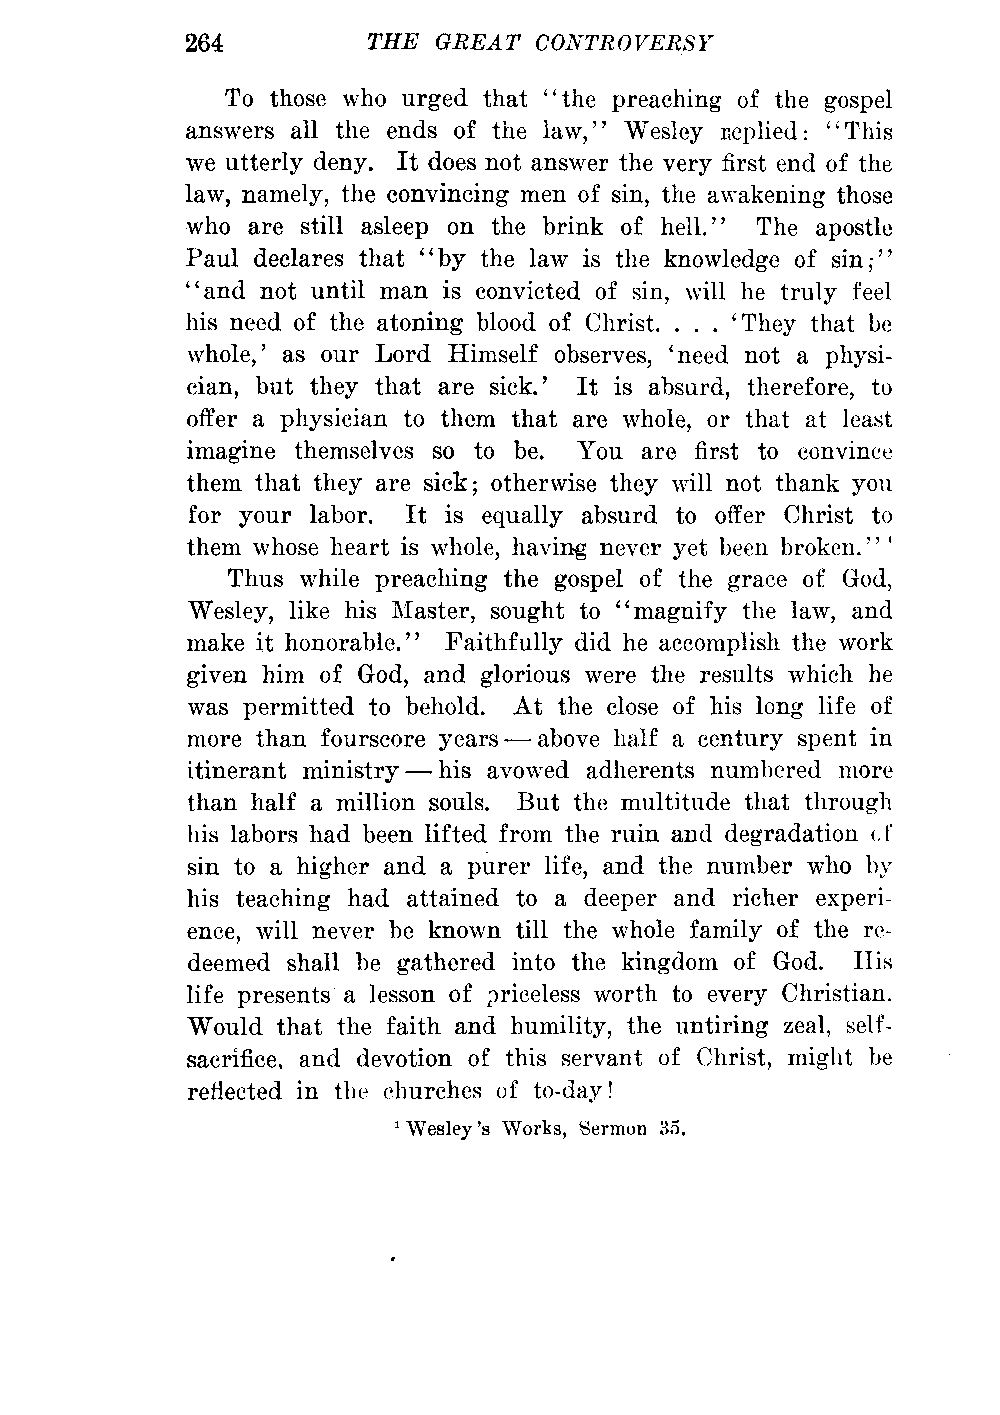 264 THE GREAT CONTROVERSY
To those who urged that "the preaching of the gospel
answers all the ends of the law," Wesley replied: "This
we utterly deny. It does not answer the very first end of the
law, namely, the convincing men of sin, the awakening those
who are still asleep on the brink of hell." The apostle
Paul declares that "by the law is the knowledge of sin;"
"and not until man is convicted of sin, will he truly feel
his need of the atoning blood of Christ. . . . 'They that be
whole,' as our Lord Himself observes, 'need not a physi-
cian, but they that are sick.' It is absurd, therefore, to
offer a physician to them that are whole, or that at least
imagine themselves so to be. You are first to convince
them that they are sick; otherwise they will not thank you
for your labor. It is equally absurd to offer Christ to
them whose heart is whole, having never yet been broken."¹
Thus while preaching the gospel of the grace of God,
Wesley, like his Master, sought to "magnify the law, and
make it honorable." Faithfully did he accomplish the work
given him of God, and glorious were the results which he
was permitted to behold. At the close of his long life of
more than fourscore years—above half a century spent in
itinerant ministry—his avowed adherents numbered more
than half a million souls. But the multitude that through
his labors had been lifted from the ruin and degradation of
sin to a higher and a purer life, and the number who by
his teaching had attained to a deeper and richer experi-
ence, will never be known till the whole family of the re-
deemed shall be gathered into the kingdom of God. His
life presents a lesson of priceless worth to every Christian.
Would that the faith and humility, the untiring zeal, self-
sacrifice, and devotion of this servant of Christ, might be
reflected in the churches of to-day!
¹ Wesley's Works, Sermon 35.